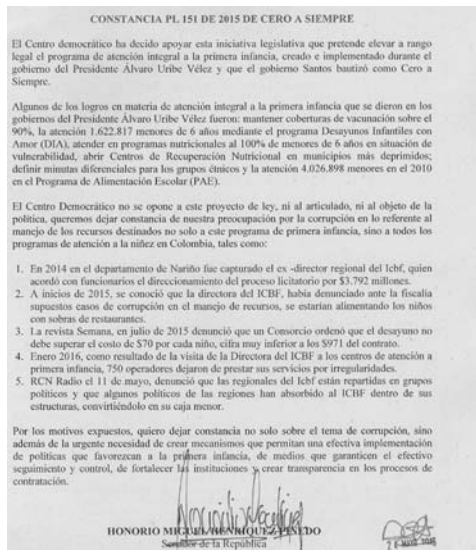 CONSTANCIA PL 151 DE 2015 DE CERO A SIEMPRE
El Centro democrático ha decido apoyar esta iniciativa legislativa que pretende elevar a rango
legal el programa de atención integral a la primera infancia, creado e implementado durante el
gobierno del Presidente Álvaro Uribe Vélez y que el gobierno Santos bautizó como Cero a
Siempre.
Algunos de los logros en materia de atención integral a la primera infancia que se dieron en los
gobiernos del Presidente Álvaro Uribe Vélez fueron: mantener coberturas de vacunación sobre el
90%, la atención 1.622.817 menores de 6 años mediante el programa Desayunos Infantiles con
Amor (DIA), atender en programas nutricionales al 100% de menores de 6 años en situación de
vulnerabilidad, abrir Centros de Recuperación Nutricional en municipios más deprimidos;
definir minutas diferenciales para los grupos étnicos y la atención 4.026.898 menores en el 2010
en el Programa de Alimentación Escolar (PAE).
El Centro Democrático no se opone a este proyecto de ley, ni al articulado, ni al objeto de la
política, queremos dejar constancia de nuestra preocupación por la corrupción en lo referente al
manejo de los recursos destinados no solo a este programa de primera infancia, sino a todos los
programas de atención a la niñez en Colombia, tales como:
1. En 2014 en el departamento de Nariño fue capturado el ex -director regional del Icbf, quien
acordó con funcionarios el direccionamiento del proceso licitatorio por $3.792 millones.
2. A inicios de 2015, se conoció que la directora del ICBF, había denunciado ante la fiscalía
supuestos casos de corrupción en el manejo de recursos, se estarían alimentando los niños
con sobras de restaurantes.
3. La revista Semana, en julio de 2015 denunció que un Consorcio ordenó que el desayuno no
debe superar el costo de $70 por cada niño, cifra muy inferior a los $971 del contrato.
4. Enero 2016, como resultado de la visita de la Directora del ICBF a los centros de atención a
primera infancia, 750 operadores dejaron de prestar sus servicios por irregularidades.
5. RCN Radio el 11 de mayo, denunció que las regionales del Icbf están repartidas en grupos
políticos y que algunos políticos de las regiones han absorbido al ICBF dentro de sus
estructuras, convirtiéndolo en su caja menor.
Por los motivos expuestos, quiero dejar constancia no solo sobre el tema de corrupción, sino
además de la urgente necesidad de crear mecanismos que permitan una efectiva implementación
de políticas que favorezcan a la primera infancia, de medios que garanticen el efectivo
seguimiento y control, de fortalecer las instituciones y crear transparencia en los procesos de
contratación.
HONORIO MIGUEL HENRIQUEZ PINEDO
Senador de la República